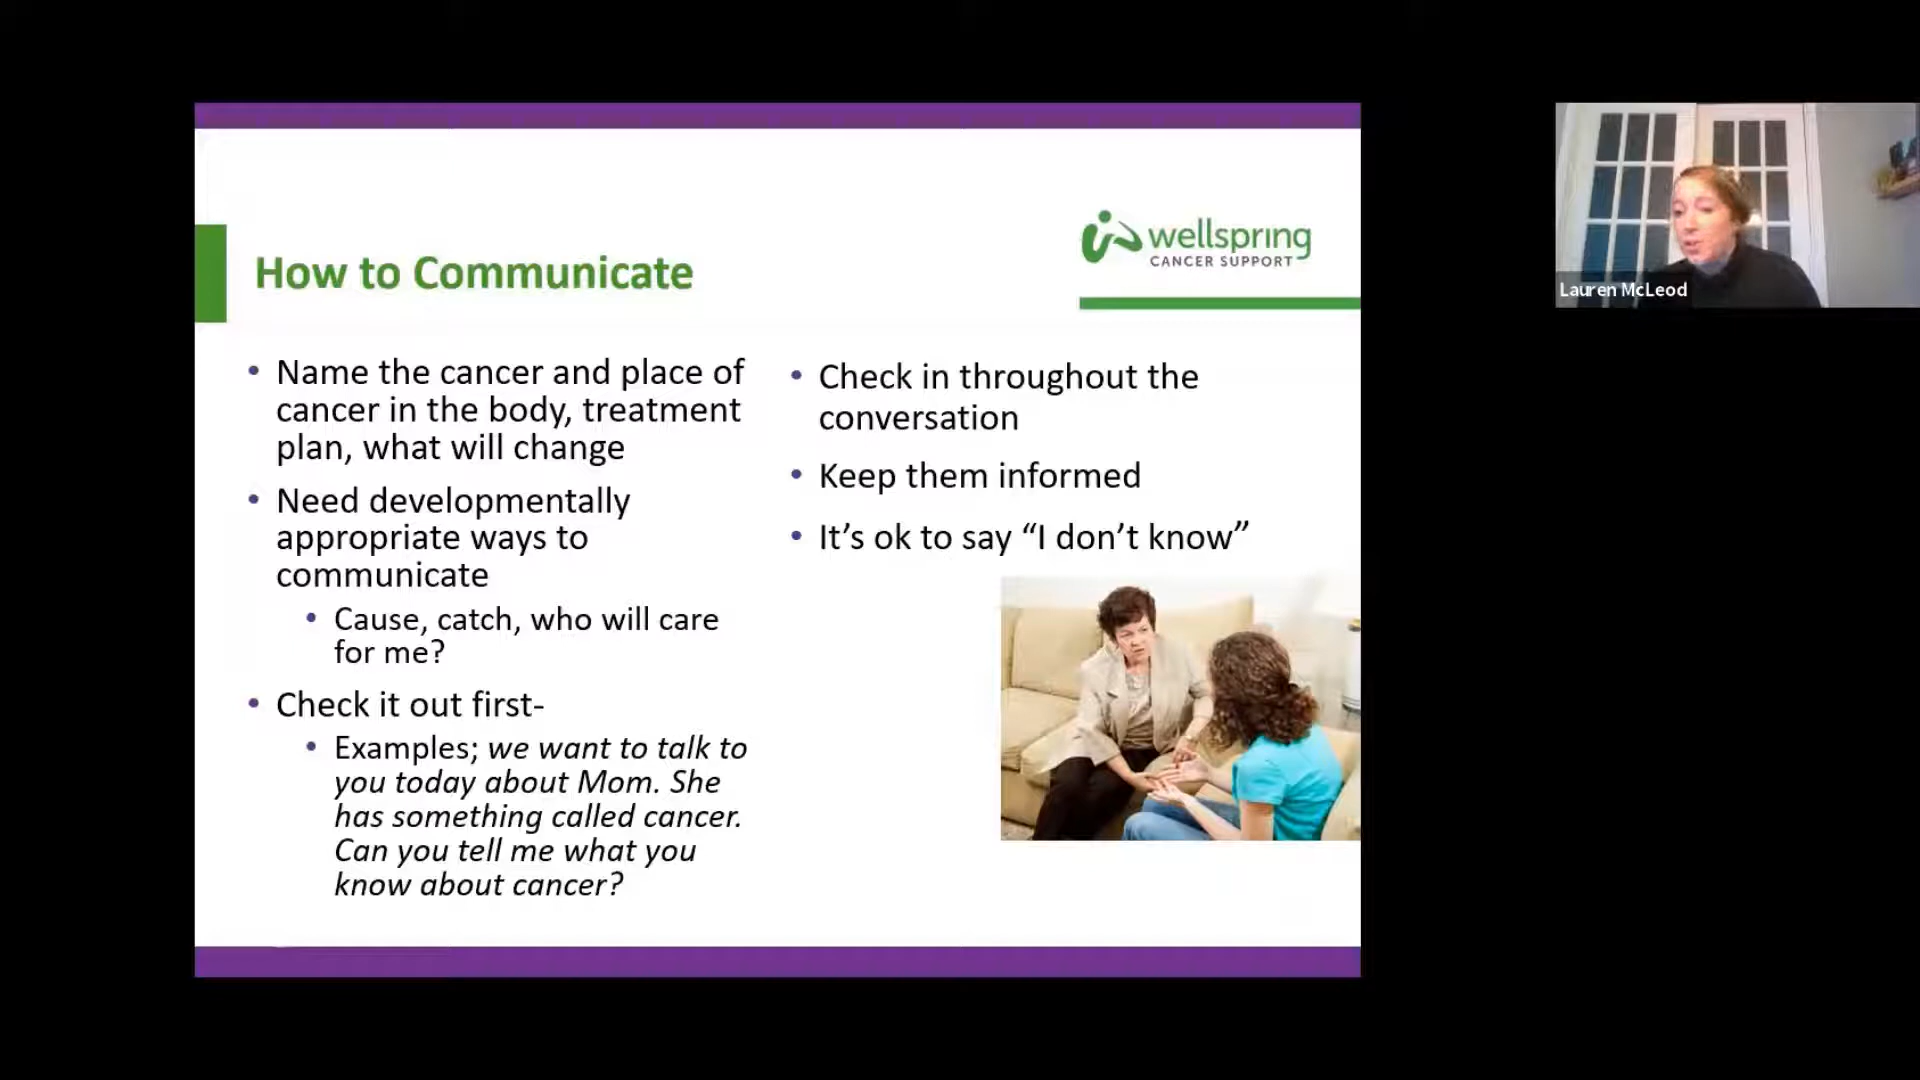 wellspring
CANCER SUPPORT
How to Communicate
• Name the cancer and place of
cancer in the body, treatment
plan, what will change
• Need developmentally
appropriate ways to
communicate
• Cause, catch, who will care
for me?
• Check it out first-
• Examples; we want to talk to
you today about Mom. She
has something called cancer.
Can you tell me what you
know about cancer?
• Check in throughout the
conversation
• Keep them informed
• It’s ok to say “I don’t know”
Lauren McLeod